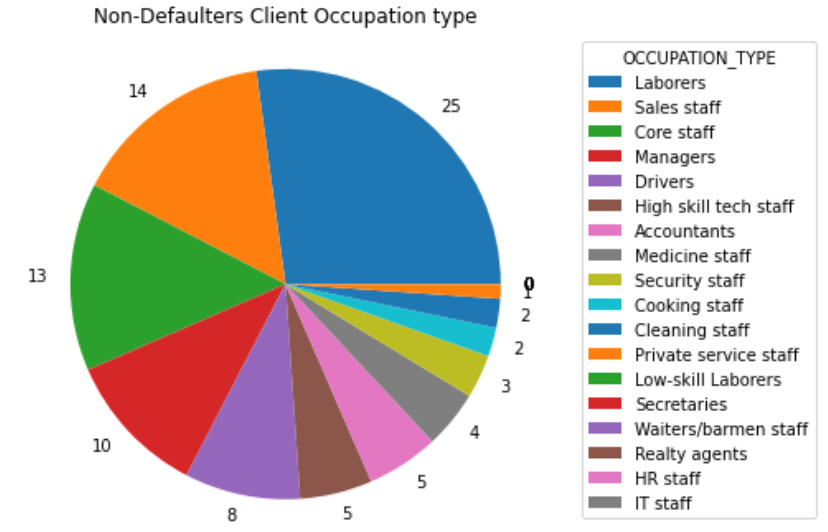 Non-Defaulters Client Occupation type
25
14
13
10
8
5
5
4
3
2
2
1
0
OCCUPATION_TYPE
Laborers
Sales staff
Core staff
Managers
Drivers
High skill tech staff
Accountants
Medicine staff
Security staff
Cooking staff
Cleaning staff
Private service staff
Low-skill Laborers
Secretaries
Waiters/barmen staff
Realty agents
HR staff
IT staff